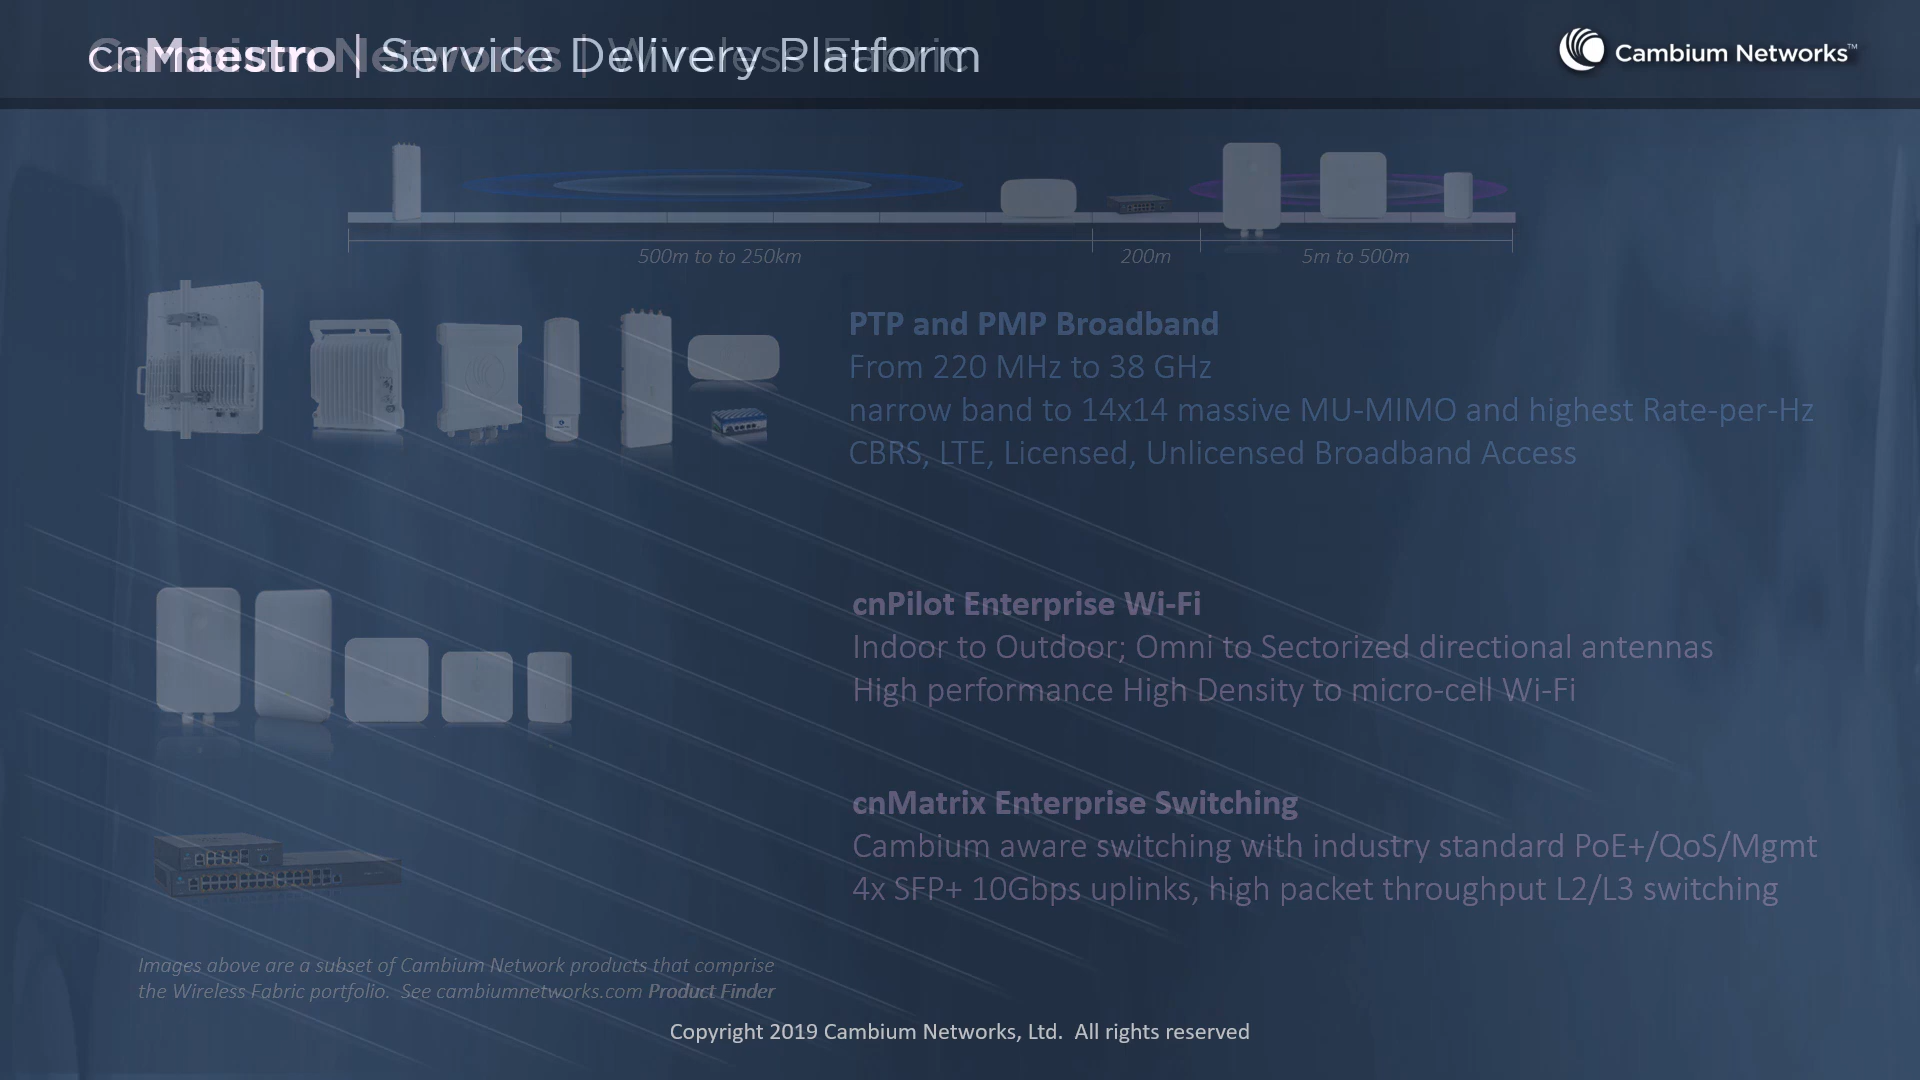 cnMaestro | Service Delivery Platform
Cambium Networks | Wireless Fabric
Cambium Networks™
500m to to 250km
200m
5m to 500m
PTP and PMP Broadband
From 220 MHz to 38 GHz
narrow band to 14x14 massive MU-MIMO and highest Rate-per-Hz
CBRS, LTE, Licensed, Unlicensed Broadband Access
cnPilot Enterprise Wi-Fi
Indoor to Outdoor; Omni to Sectorized directional antennas
High performance High Density to micro-cell Wi-Fi
cnMatrix Enterprise Switching
Cambium aware switching with industry standard PoE+/QoS/Mgmt
4x SFP+ 10Gbps uplinks, high packet throughput L2/L3 switching
Images above are a subset of Cambium Network products that comprise
the Wireless Fabric portfolio. See cambiumnetworks.com Product Finder
Copyright 2019 Cambium Networks, Ltd. All rights reserved